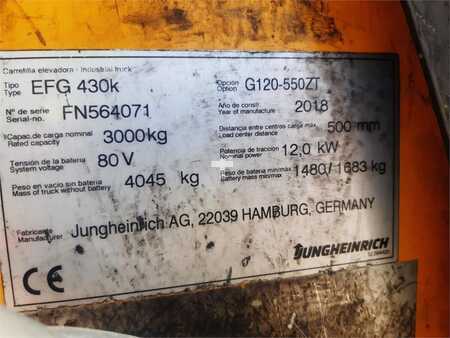 Carretilla elevadora - Industrial truck
Tipo
Type
EFG 430k
Opción
Option
G120-550ZT
Nº de serie
Serial-no.
FN564071
Año de constr.
Year of manufacture
2018
Capac. de carga nominal
Rated capacity
3000 kg
Distancia entre centros carga
Load center distance
500 mm
Tensión de la batería
System voltage
80 V
Potencia de tracción
Nominal power
12,0 kW
Peso en vacío sin batería
Mass of truck without battery
4045 kg
Peso de batería min/max
Battery mass min/max
1480/1683 kg
Fabricante
Manufacturer
Jungheinrich AG, 22039 HAMBURG, GERMANY
CE
JUNGHEINRICH